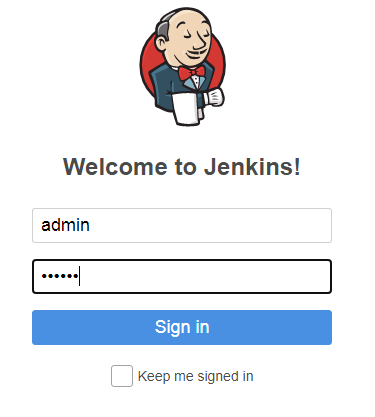 Welcome to Jenkins!
admin
••••••
Sign in
Keep me signed in